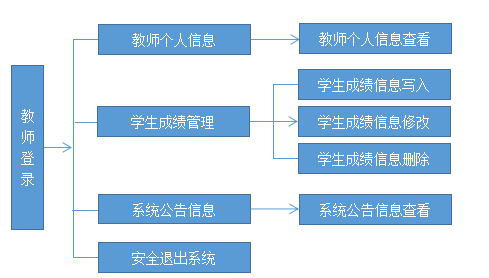 教师登录
教师个人信息
教师个人信息查看
学生成绩管理
学生成绩信息写入
学生成绩信息修改
学生成绩信息删除
系统公告信息
系统公告信息查看
安全退出系统